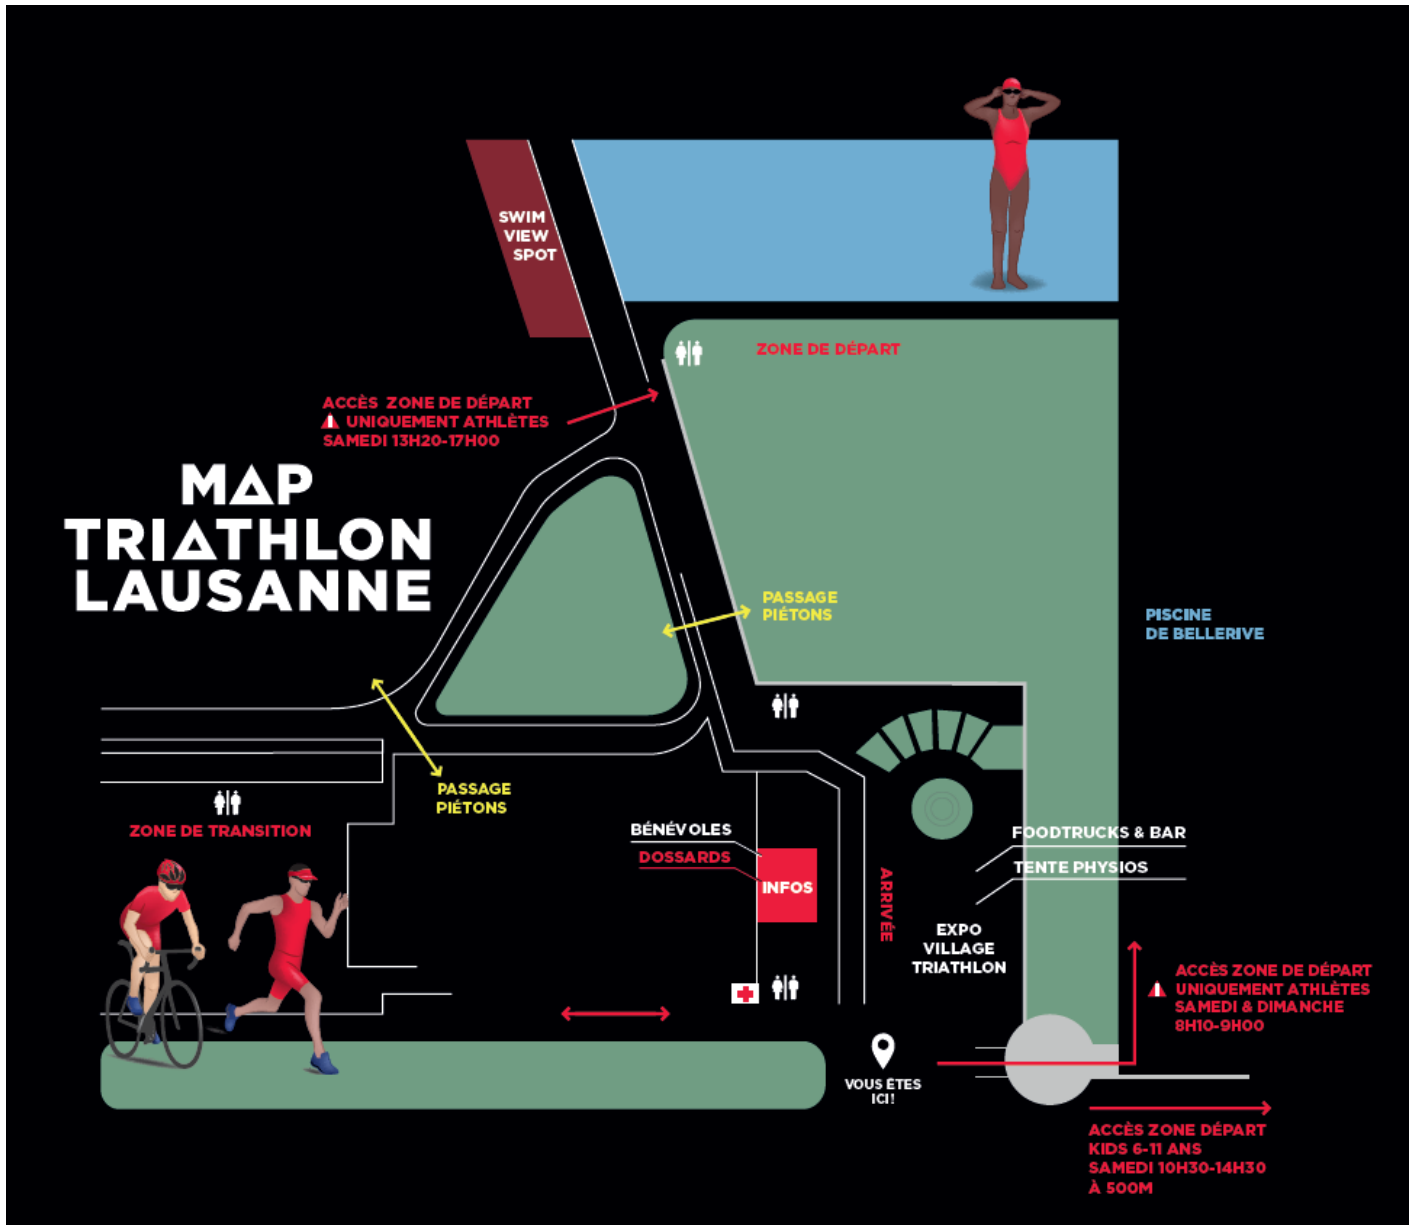 SWIM
VIEW
SPOT
ZONE DE DÉPART
ACCÈS ZONE DE DÉPART
UNIQUEMENT ATHLÈTES
SAMEDI 13H20-17H00
MAP
TRIATHLON
LAUSANNE
PASSAGE
PIÉTONS
PISCINE
DE BELLERIVE
PASSAGE
PIÉTONS
ZONE DE TRANSITION
BÉNÉVOLES
DOSSARDS
INFOS
ARRIVÉE
FOODTRUCKS & BAR
TENTE PHYSIOS
EXPO
VILLAGE
TRIATHLON
ACCÈS ZONE DE DÉPART
UNIQUEMENT ATHLÈTES
SAMEDI & DIMANCHE
8H10-9H00
VOUS ÊTES
ICI!
ACCÈS ZONE DÉPART
KIDS 6-11 ANS
SAMEDI 10H30-14H30
À 500M